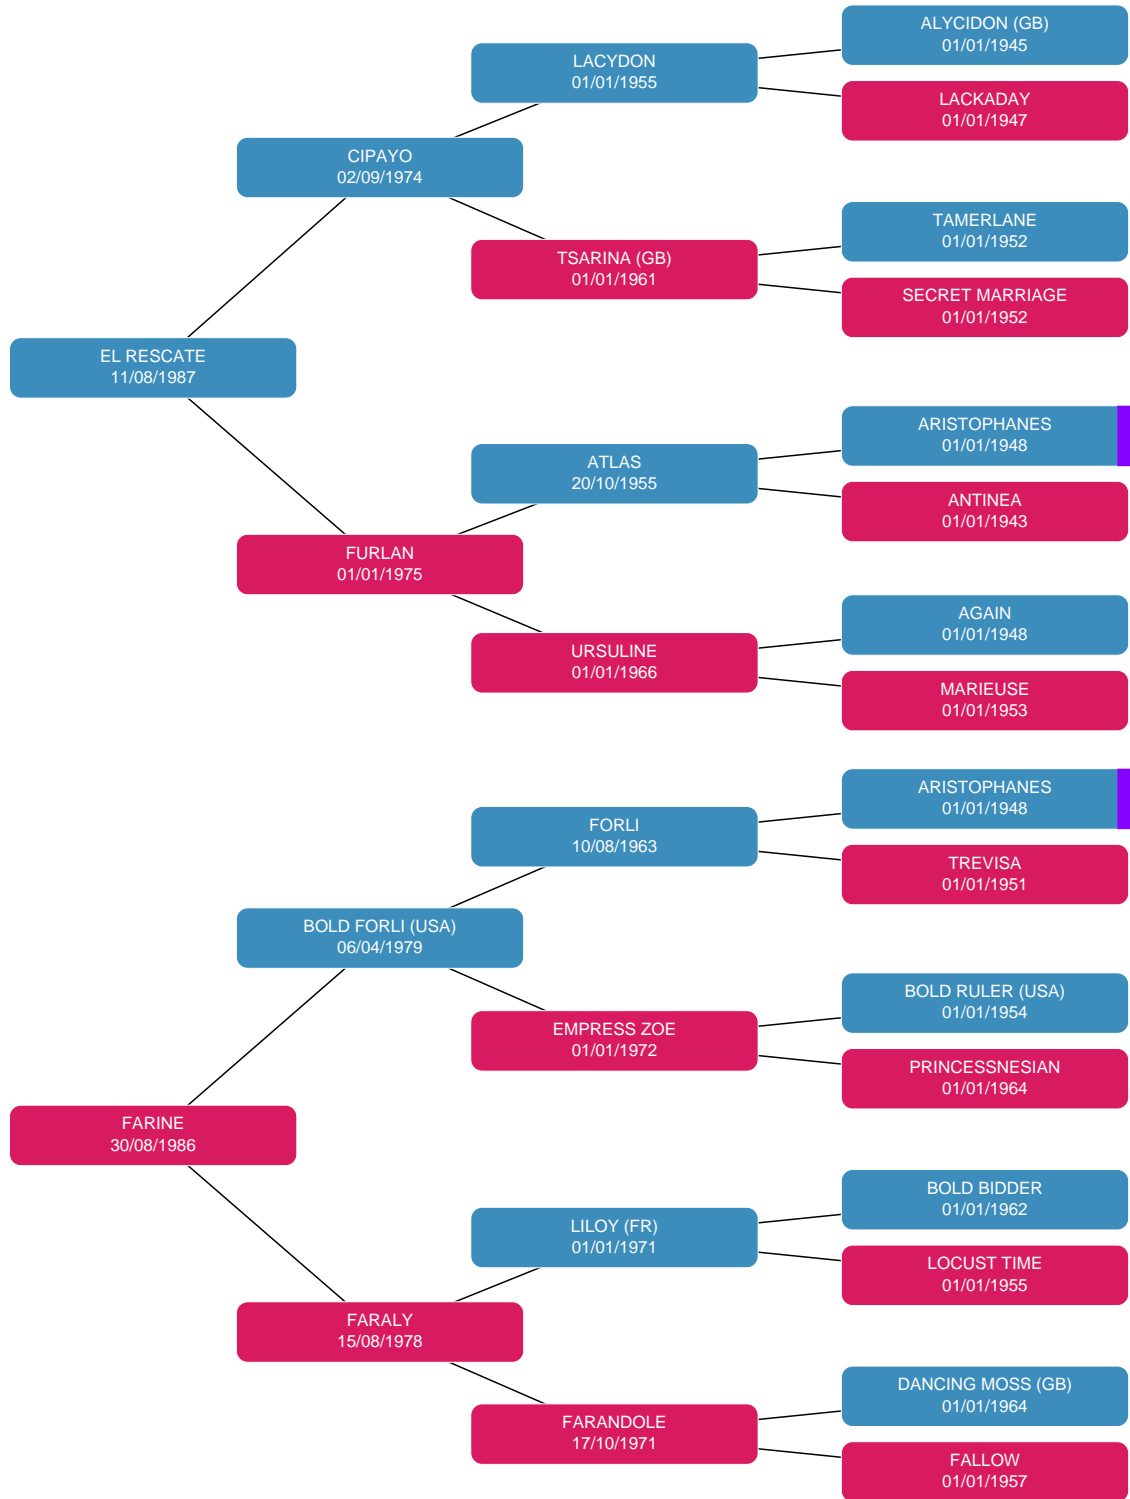 ALYCIDON (GB)
01/01/1945
LACYDON
01/01/1955
LACKADAY
01/01/1947
CIPAYO
02/09/1974
TAMERLANE
01/01/1952
TSARINA (GB)
01/01/1961
SECRET MARRIAGE
01/01/1952
EL RESCATE
11/08/1987
ARISTOPHANES
01/01/1948
ATLAS
20/10/1955
ANTINEA
01/01/1943
FURLAN
01/01/1975
AGAIN
01/01/1948
URSULINE
01/01/1966
MARIEUSE
01/01/1953
ARISTOPHANES
01/01/1948
FORLI
10/08/1963
TREVISA
01/01/1951
BOLD FORLI (USA)
06/04/1979
BOLD RULER (USA)
01/01/1954
EMPRESS ZOE
01/01/1972
PRINCESSNESIAN
01/01/1964
FARINE
30/08/1986
BOLD BIDDER
01/01/1962
LILOY (FR)
01/01/1971
LOCUST TIME
01/01/1955
FARALY
15/08/1978
DANCING MOSS (GB)
01/01/1964
FARANDOLE
17/10/1971
FALLOW
01/01/1957